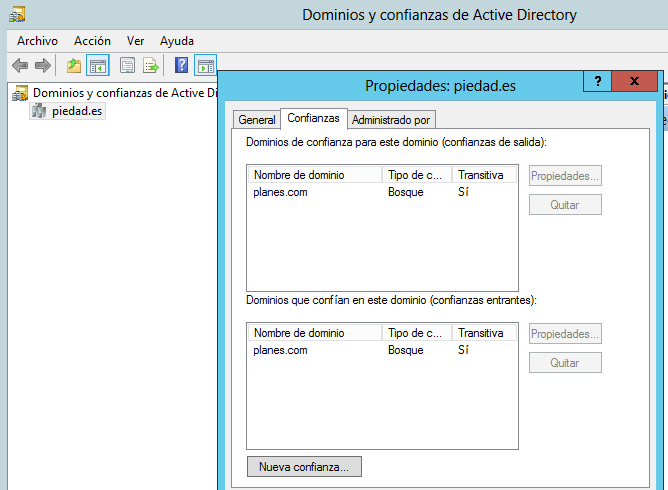 Dominios y confianzas de Active Directory
Archivo Acción Ver Ayuda
Dominios y confianzas de Active Di
piedad.es
Propiedades: piedad.es
? x
General Confianzas Administrado por
Dominios de confianza para este dominio (confianzas de salida):
Nombre de dominio Tipo de c... Transitiva
planes.com Bosque Sí
Propiedades...
Quitar
Dominios que confían en este dominio (confianzas entrantes):
Nombre de dominio Tipo de c... Transitiva
planes.com Bosque Sí
Propiedades...
Quitar
Nueva confianza...